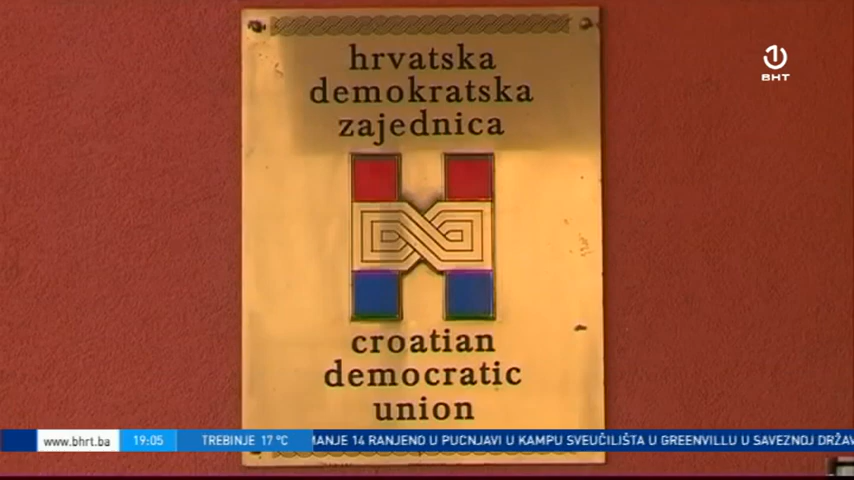 hrvatska
demokratska
zajednica
1
BHT
croatian
democratic
union
www.bhrt.ba 19:05 TREBINJE 17 °C MANJE 14 RANJENO U PUCNJAVI U KAMPU SVEUČILIŠTA U GREENVILLU U SAVEZNOJ DRŽAV